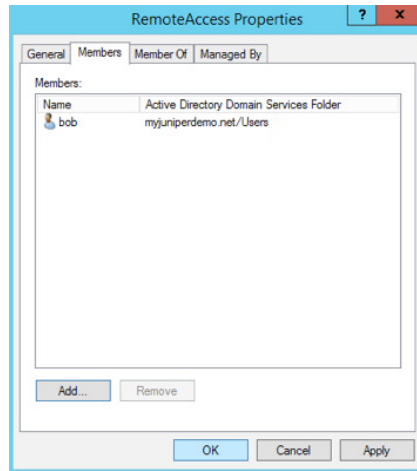 RemoteAccess Properties
? x
General Members Member Of Managed By
Members:
Name Active Directory Domain Services Folder
bob myjuniperdemo.net/Users
Add... Remove
OK Cancel Apply